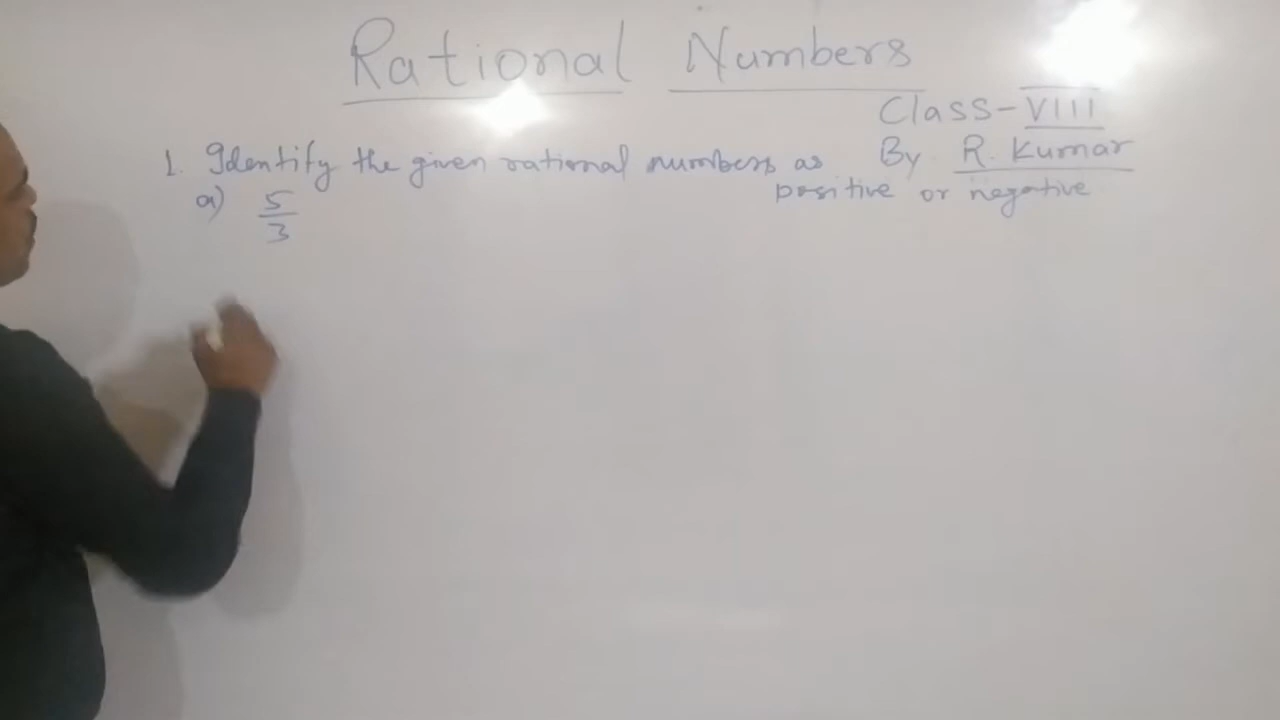 Rational Numbers
Class-VIII
By R. Kumar
1. Identify the given rational numbers as
positive or negative
a) 5/3